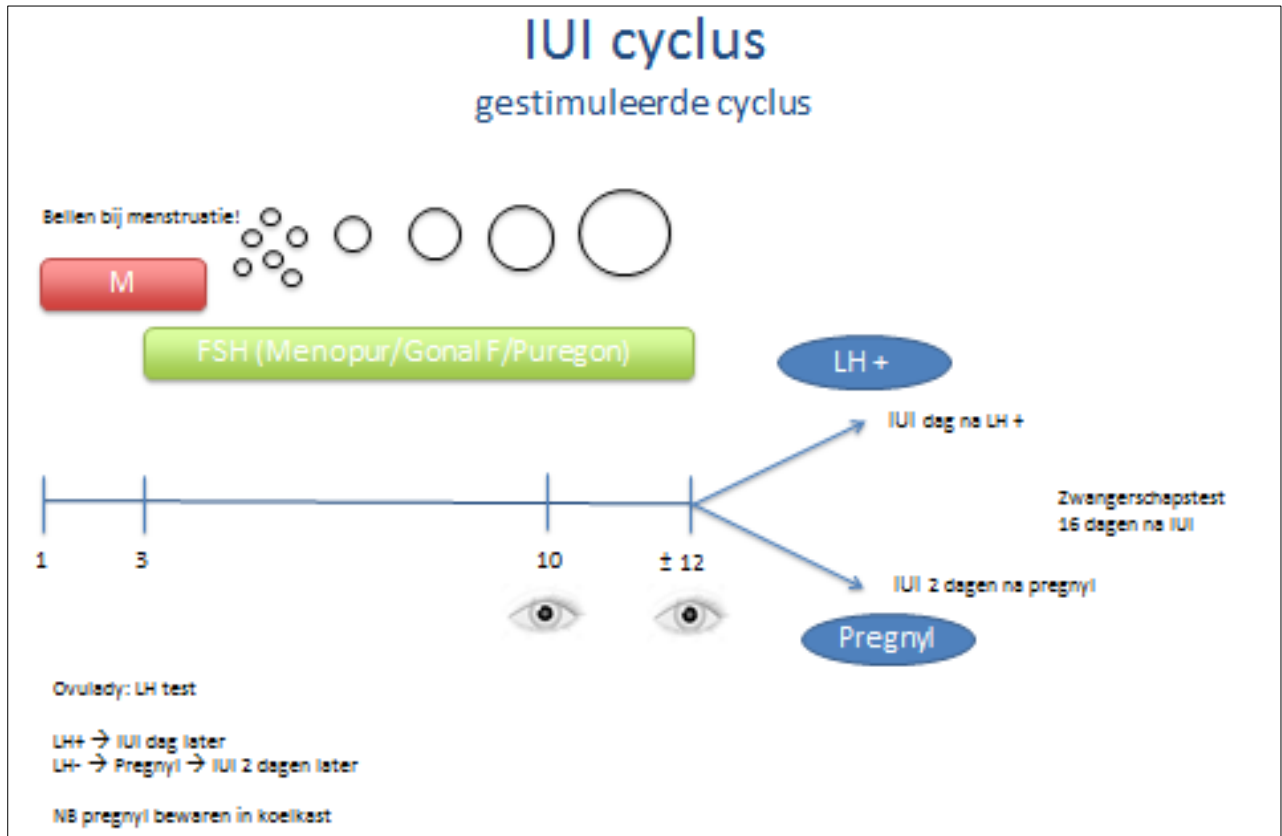 IUI cyclus
gestimuleerde cyclus
Bellen bij menstruatie!
M
FSH (Menopur/Gonal F/Puregon)
LH +
IUI dag na LH +
Zwangerschapstest
16 dagen na IUI
1
3
10
± 12
IUI 2 dagen na pregnyl
Pregnyl
Ovulady: LH test
LH+ → IUI dag later
LH- → Pregnyl → IUI 2 dagen later
NB pregnyl bewaren in koelkast